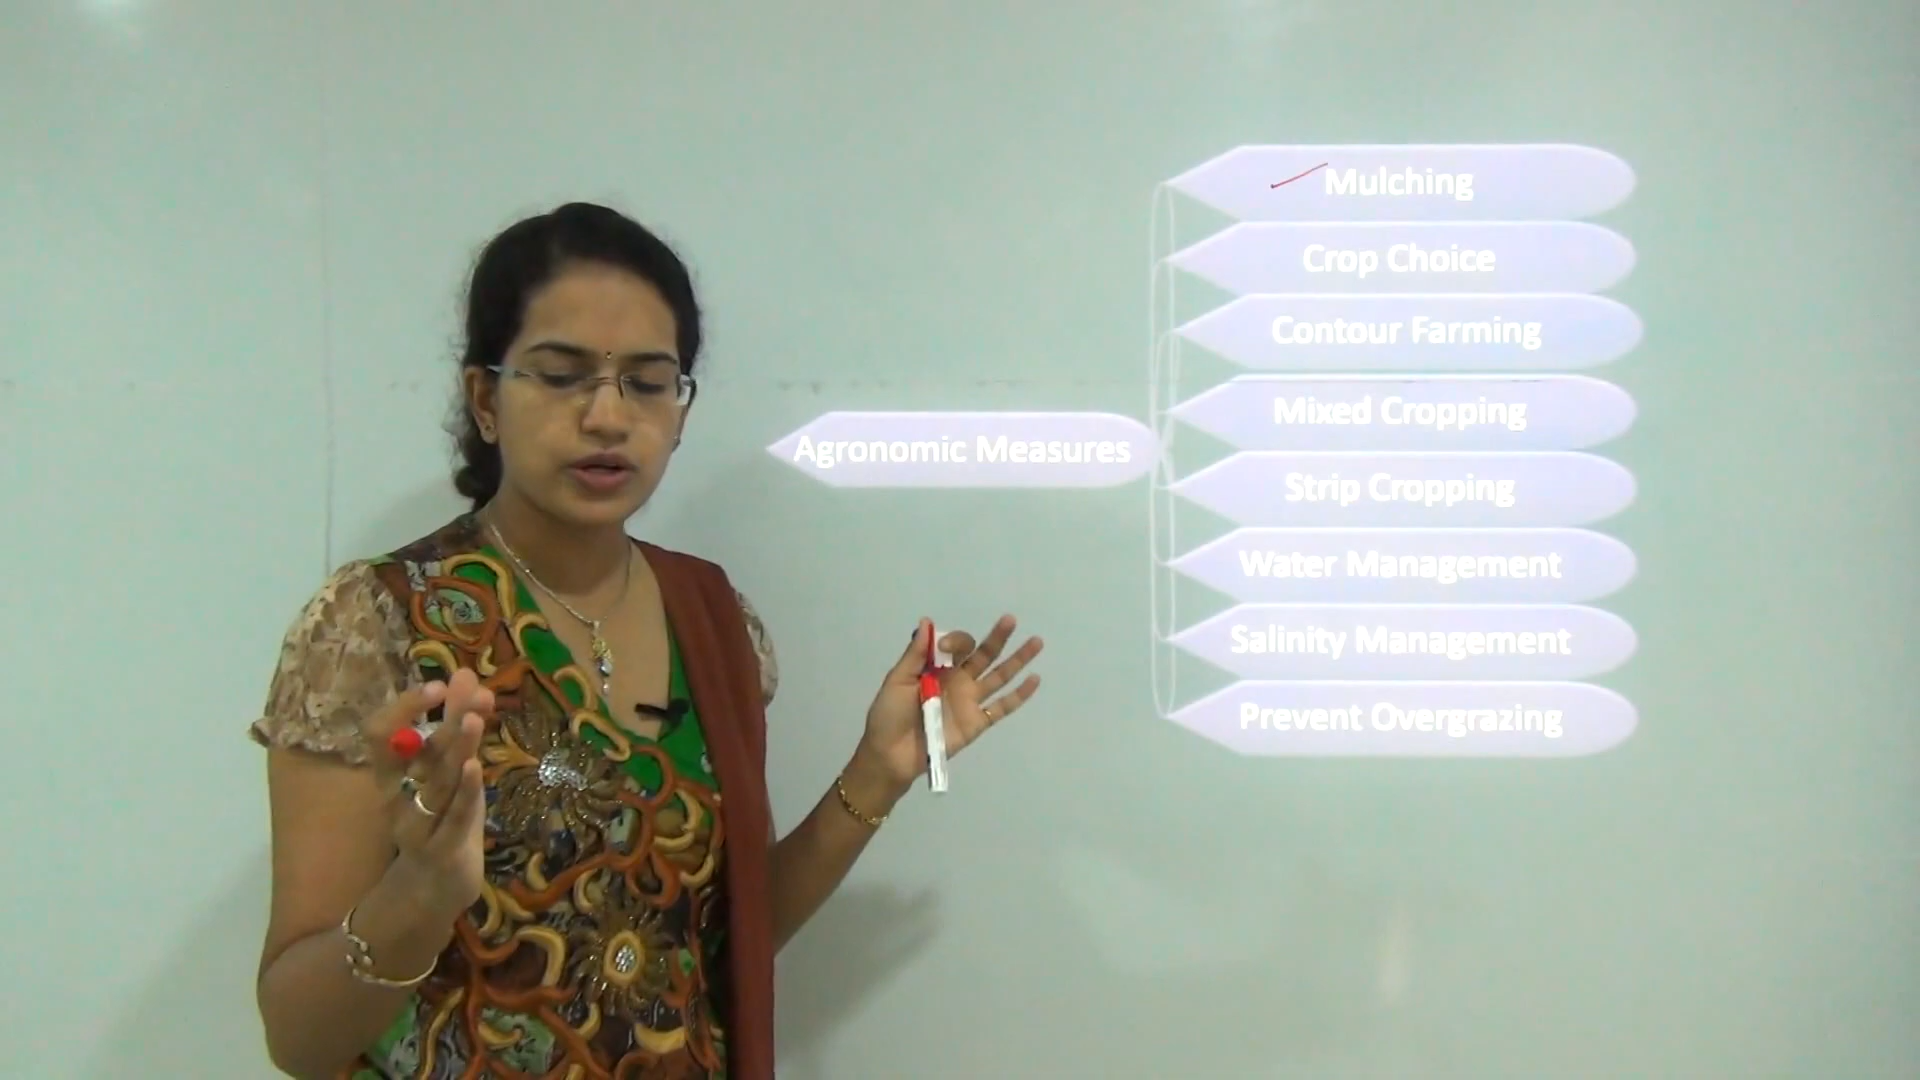 Agronomic Measures
Mulching
Crop Choice
Contour Farming
Mixed Cropping
Strip Cropping
Water Management
Salinity Management
Prevent Overgrazing